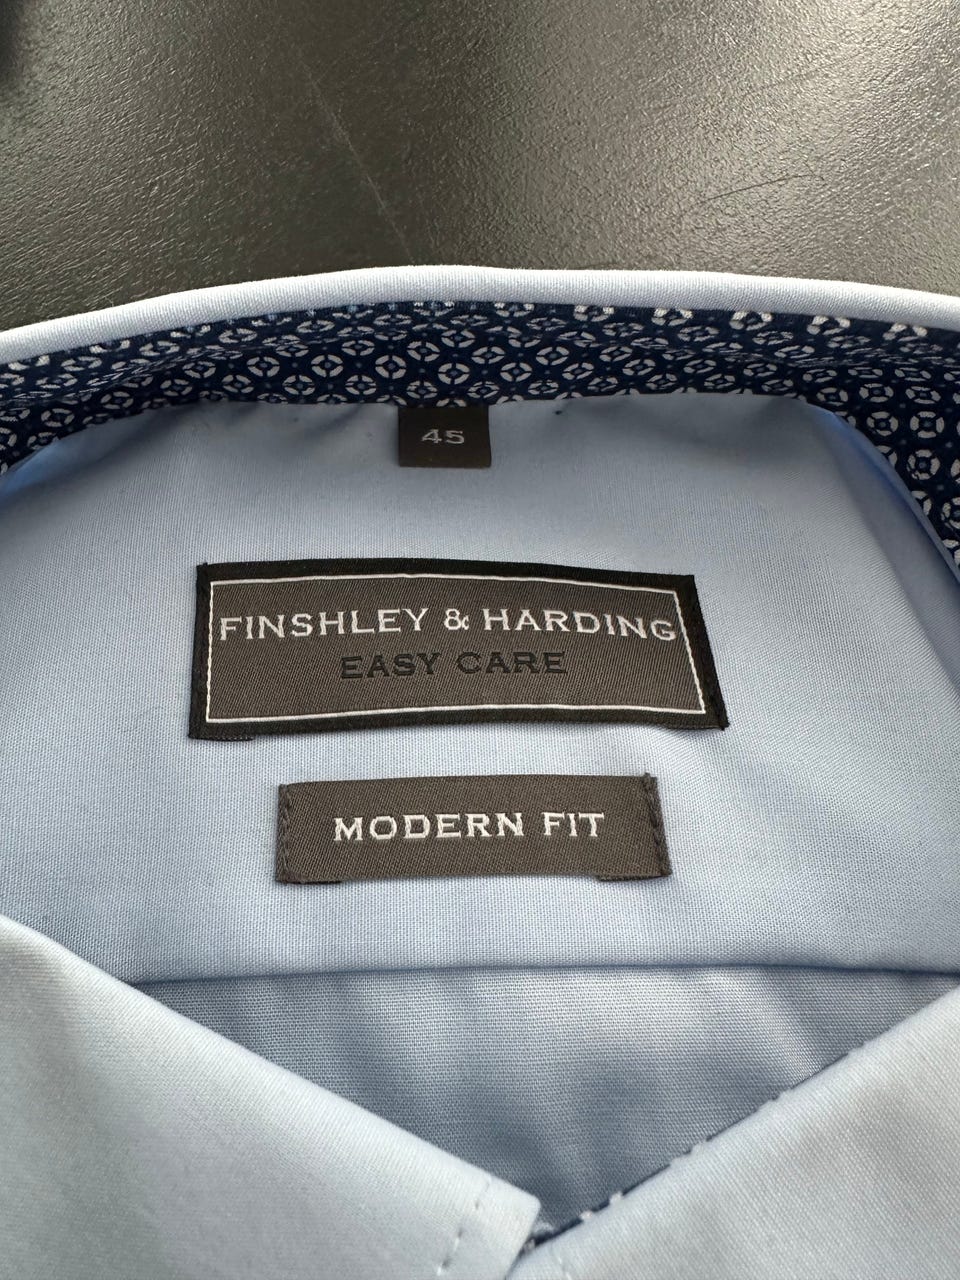 45
FINSHLEY & HARDING
EASY CARE
MODERN FIT